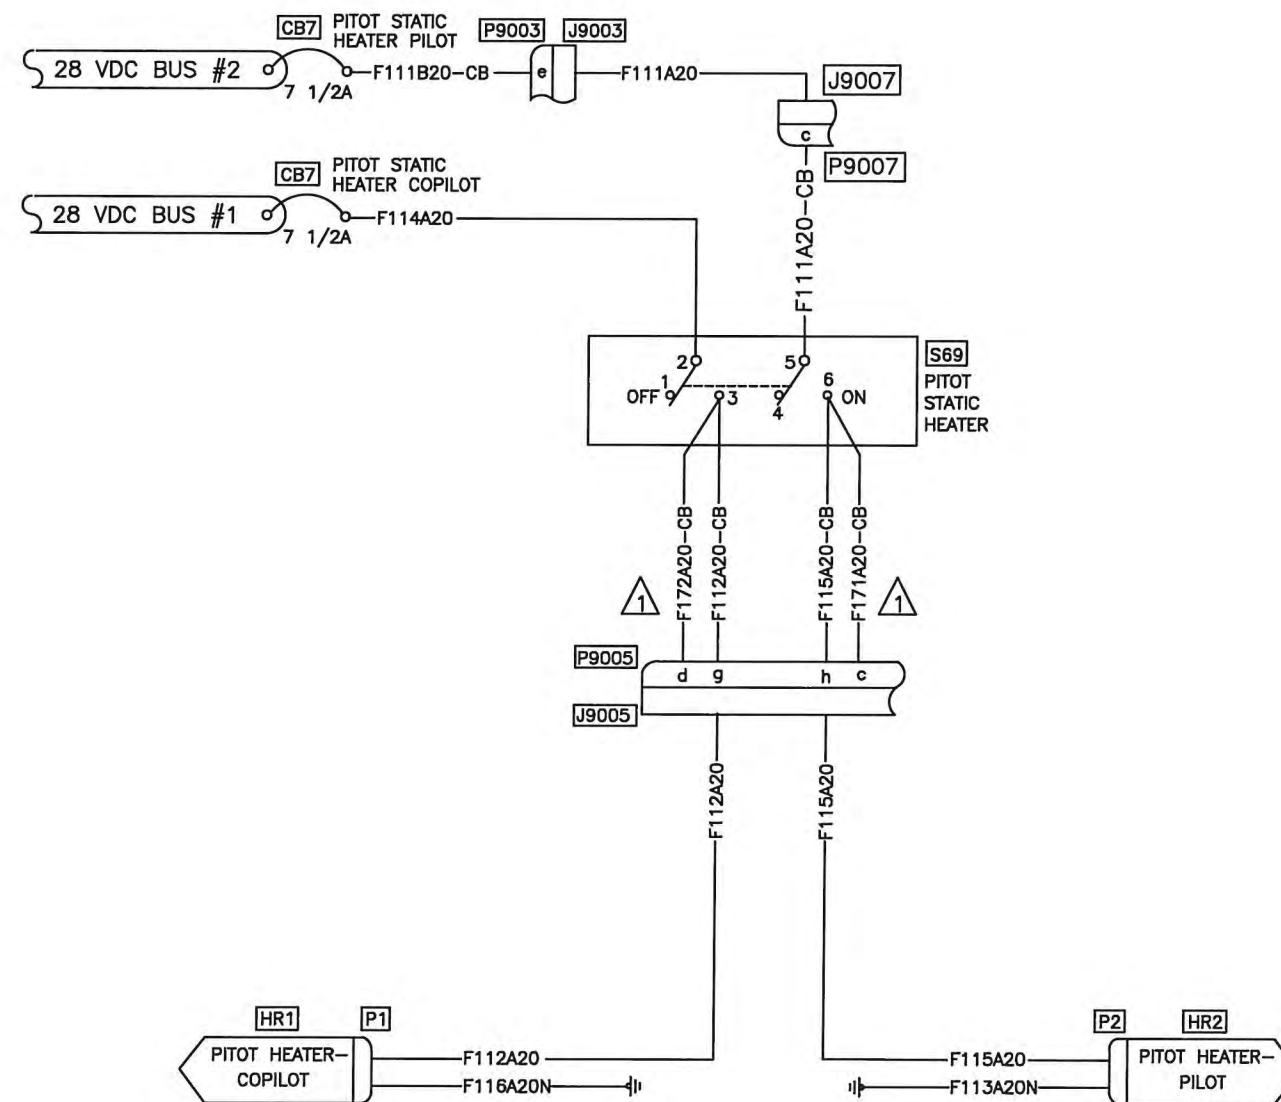 CB7
PITOT STATIC
HEATER PILOT
P9003
J9003
28 VDC BUS #2
7 1/2A
F111B20-CB
e
F111A20
J9007
c
P9007
CB7
PITOT STATIC
HEATER COPILOT
28 VDC BUS #1
7 1/2A
F114A20
F111A20-CB
S69
PITOT
STATIC
HEATER
2
5
1
OFF
3
4
6
ON
F172A20-CB
F112A20-CB
F115A20-CB
F171A20-CB
1
1
P9005
d
g
h
c
J9005
F112A20
F115A20
HR1
P1
PITOT HEATER-
COPILOT
F112A20
F116A20N
P2
HR2
F115A20
F113A20N
PITOT HEATER-
PILOT